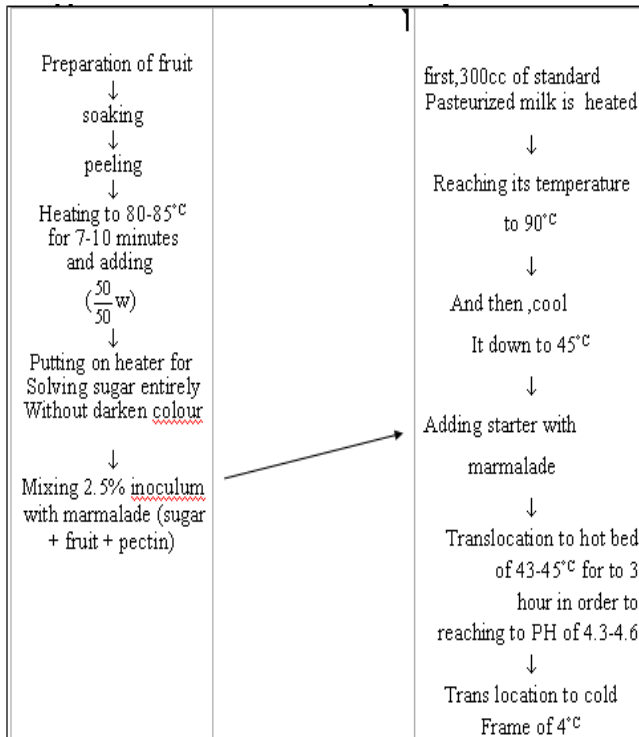 Preparation of fruit
↓
soaking
↓
peeling
↓
Heating to 80-85°C
for 7-10 minutes
and adding
(50/50 w)
↓
Putting on heater for
Solving sugar entirely
Without darken colour
↓
Mixing 2.5% inoculum
with marmalade (sugar
+ fruit + pectin)
first,300cc of standard
Pasteurized milk is heated
↓
Reaching its temperature
to 90°C
↓
And then ,cool
It down to 45°C
↓
Adding starter with
marmalade
↓
Translocation to hot bed
of 43-45°C for to 3
hour in order to
reaching to PH of 4.3-4.6
↓
Trans location to cold
Frame of 4°C